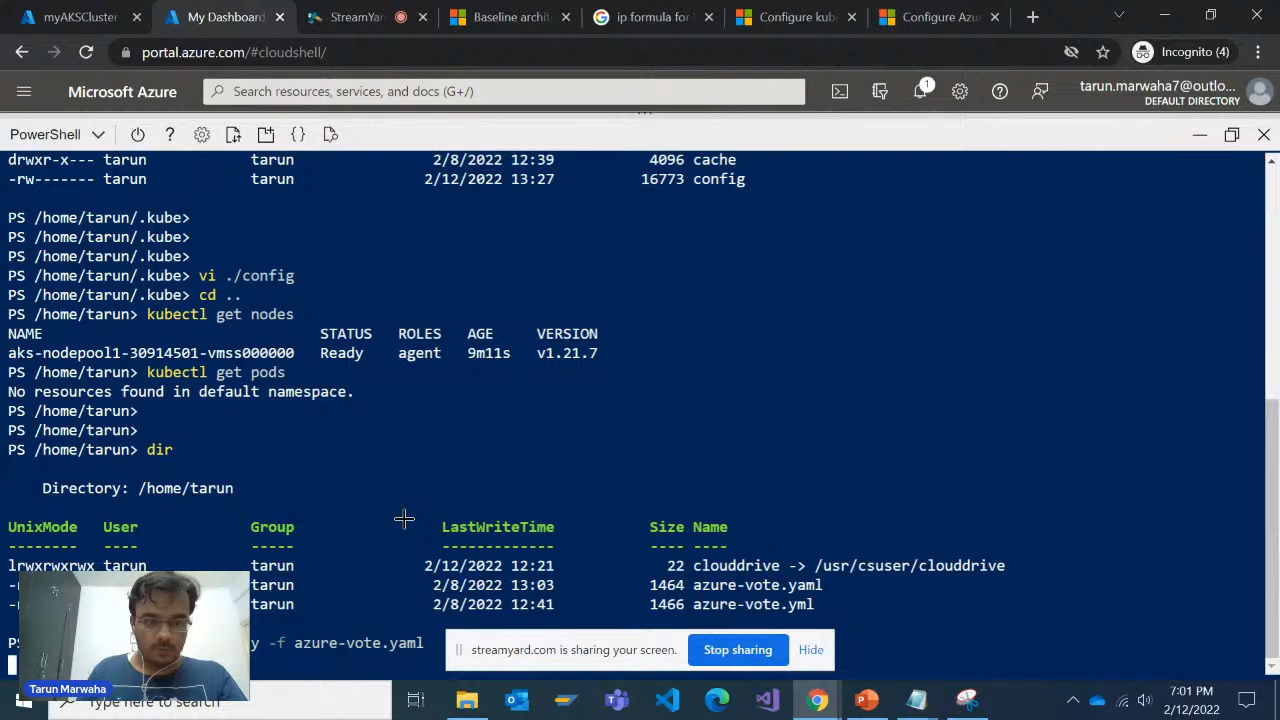 myAKSCluster
My Dashboard
StreamYar
Baseline archit
ip formula for
Configure kub
Configure Azur
portal.azure.com/#cloudshell/
Incognito (4)
Microsoft Azure
Search resources, services, and docs (G+/)
1
tarun.marwaha7@outlo...
DEFAULT DIRECTORY
PowerShell
drwxr-x--- tarun tarun 2/8/2022 12:39 4096 cache
-rw------- tarun tarun 2/12/2022 13:27 16773 config
PS /home/tarun/.kube>
PS /home/tarun/.kube>
PS /home/tarun/.kube>
PS /home/tarun/.kube> vi ./config
PS /home/tarun/.kube> cd ..
PS /home/tarun> kubectl get nodes
NAME STATUS ROLES AGE VERSION
aks-nodepool1-30914501-vmss000000 Ready agent 9m11s v1.21.7
PS /home/tarun> kubectl get pods
No resources found in default namespace.
PS /home/tarun>
PS /home/tarun>
PS /home/tarun> dir
Directory: /home/tarun
UnixMode User Group LastWriteTime Size Name
-------- ---- ----- ------------- ---- ----
lrwxrwxrwx tarun tarun 2/12/2022 12:21 22 clouddrive -> /usr/csuser/clouddrive
tarun 2/8/2022 13:03 1464 azure-vote.yaml
tarun 2/8/2022 12:41 1466 azure-vote.yml
y -f azure-vote.yaml
streamyard.com is sharing your screen.
Stop sharing
Hide
Tarun Marwaha
Type here to search
7:01 PM
2/12/2022